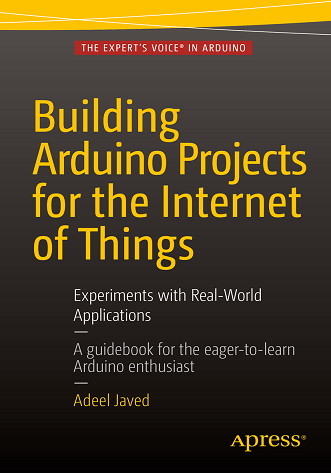 THE EXPERT'S VOICE® IN ARDUINO
Building
Arduino Projects
for the Internet
of Things
Experiments with Real-World
Applications
—
A guidebook for the eager-to-learn
Arduino enthusiast
—
Adeel Javed
Apress®